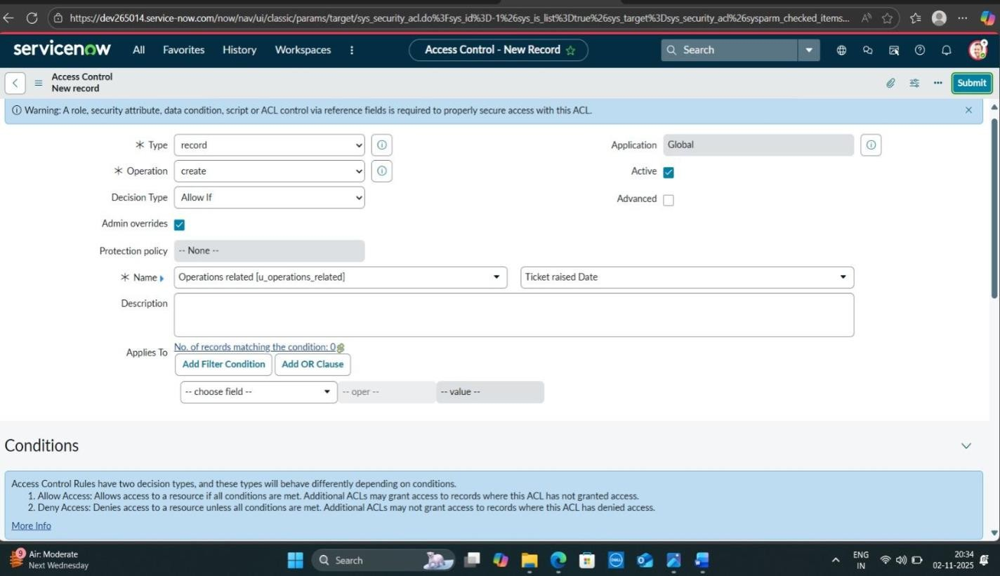 https://dev265014.service-now.com/now/nav/ui/classic/params/target/sys_security_acl.do%3Fsys_id%3D-1%26sys_is_list%3Dtrue%26sys_target%3Dsys_security_acl%26sysparm_checked_items...
servicenow All Favorites History Workspaces Access Control - New Record Search
Access Control
New record
Submit
Warning: A role, security attribute, data condition, script or ACL control via reference fields is required to properly secure access with this ACL.
Type record Application Global
Operation create Active
Decision Type Allow If Advanced
Admin overrides
Protection policy -- None --
Name Operations related [u_operations_related] Ticket raised Date
Description
Applies To No. of records matching the condition: 0
Add Filter Condition Add OR Clause
-- choose field -- -- oper -- -- value --
Conditions
Access Control Rules have two decision types, and these types will behave differently depending on conditions.
1. Allow Access: Allows access to a resource if all conditions are met. Additional ACLs may grant access to records where this ACL has not granted access.
2. Deny Access: Denies access to a resource unless all conditions are met. Additional ACLs may not grant access to records where this ACL has denied access.
More Info
9 Air: Moderate
Next Wednesday
Search
DELL
ENG
IN
20:34
02-11-2025